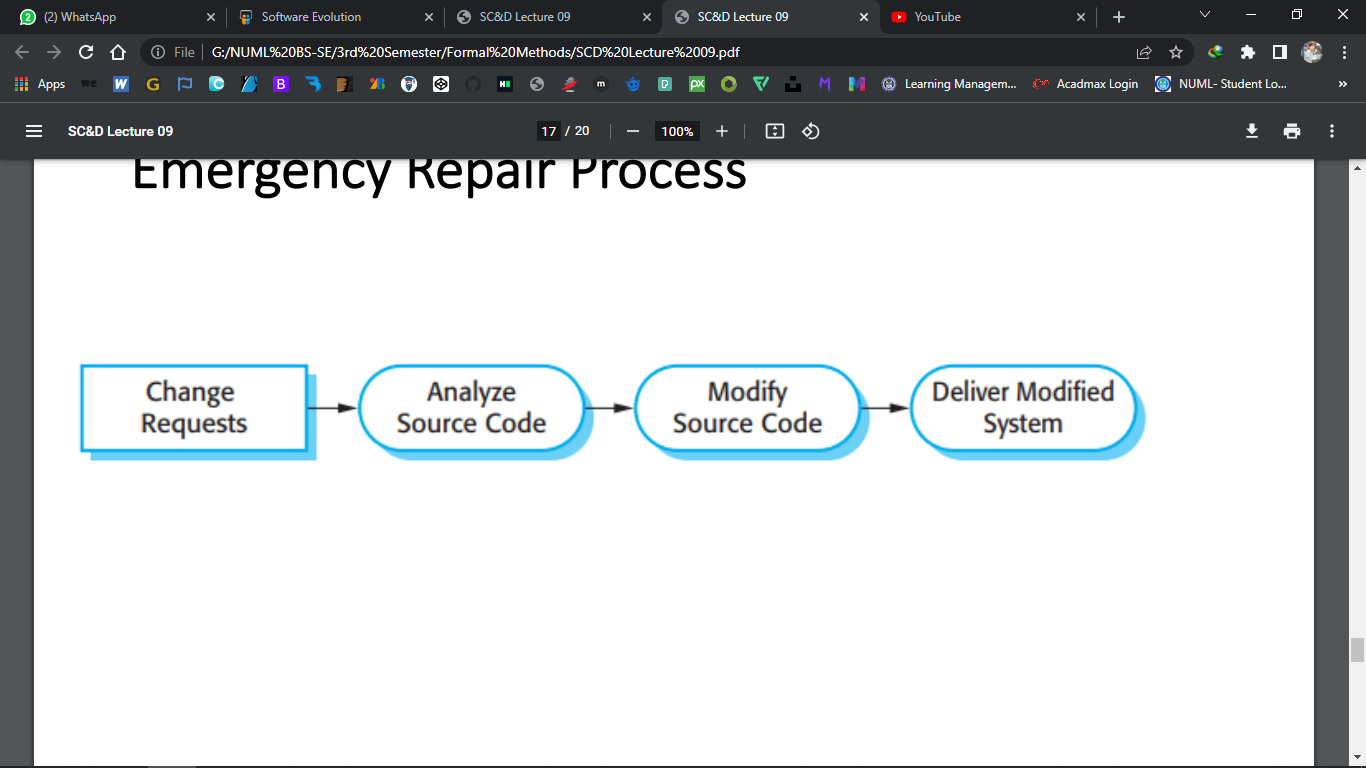 (2) WhatsApp
Software Evolution
SC&D Lecture 09
SC&D Lecture 09
YouTube
File
G:/NUML%20BS-SE/3rd%20Semester/Formal%20Methods/SCD%20Lecture%2009.pdf
Apps
Learning Managem...
Acadmax Login
NUML- Student Lo...
SC&D Lecture 09
17 / 20
100%
Emergency Repair Process
Change
Requests
Analyze
Source Code
Modify
Source Code
Deliver Modified
System